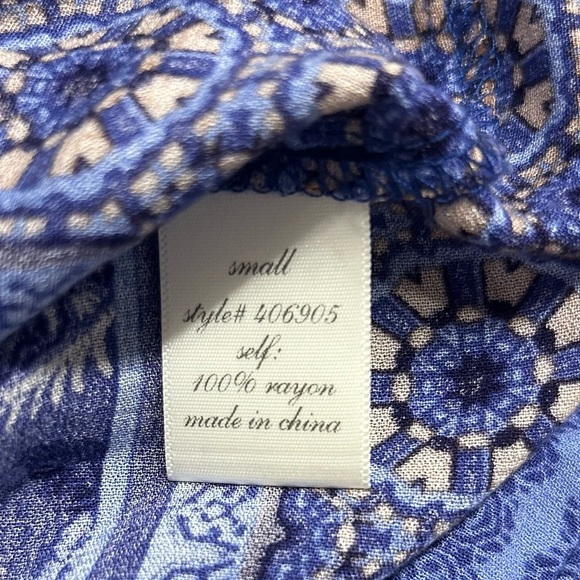 small
style# 406905
self:
100% rayon
made in china